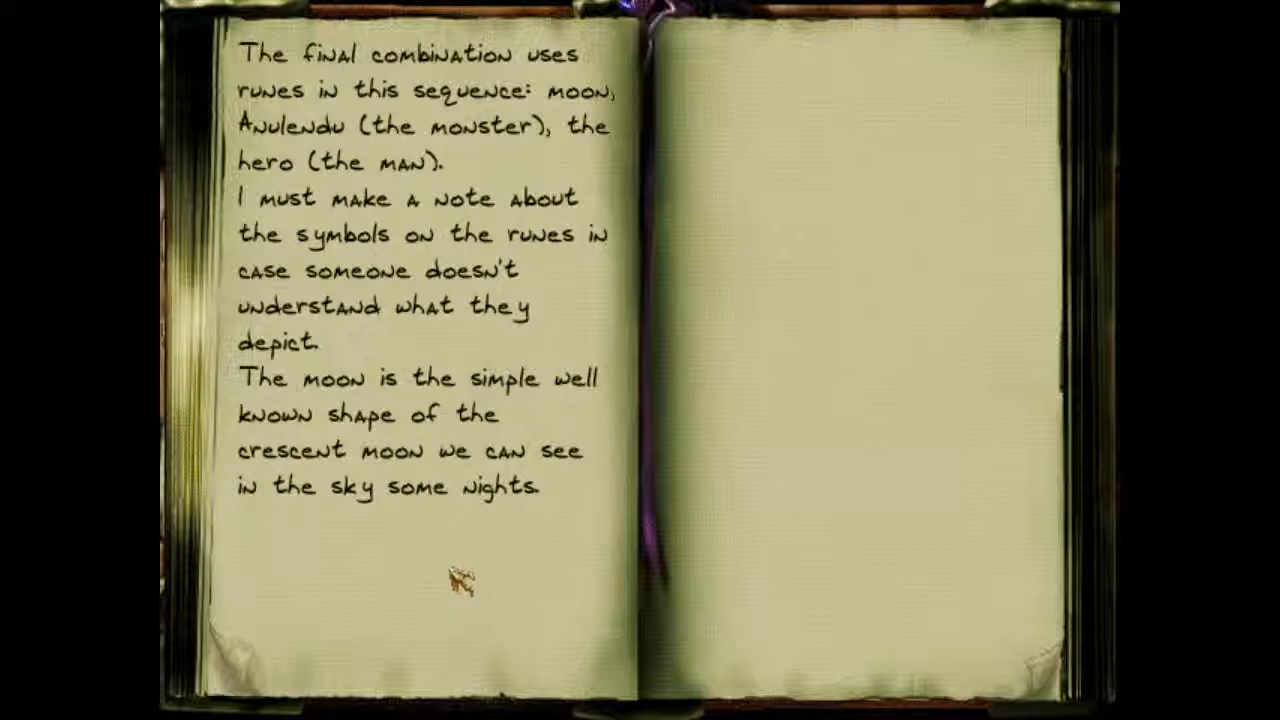 The final combination uses
runes in this sequence: moon,
Anulendu (the monster), the
hero (the man).
I must make a note about
the symbols on the runes in
case someone doesn't
understand what they
depict.
The moon is the simple well
known shape of the
crescent moon we can see
in the sky some nights.